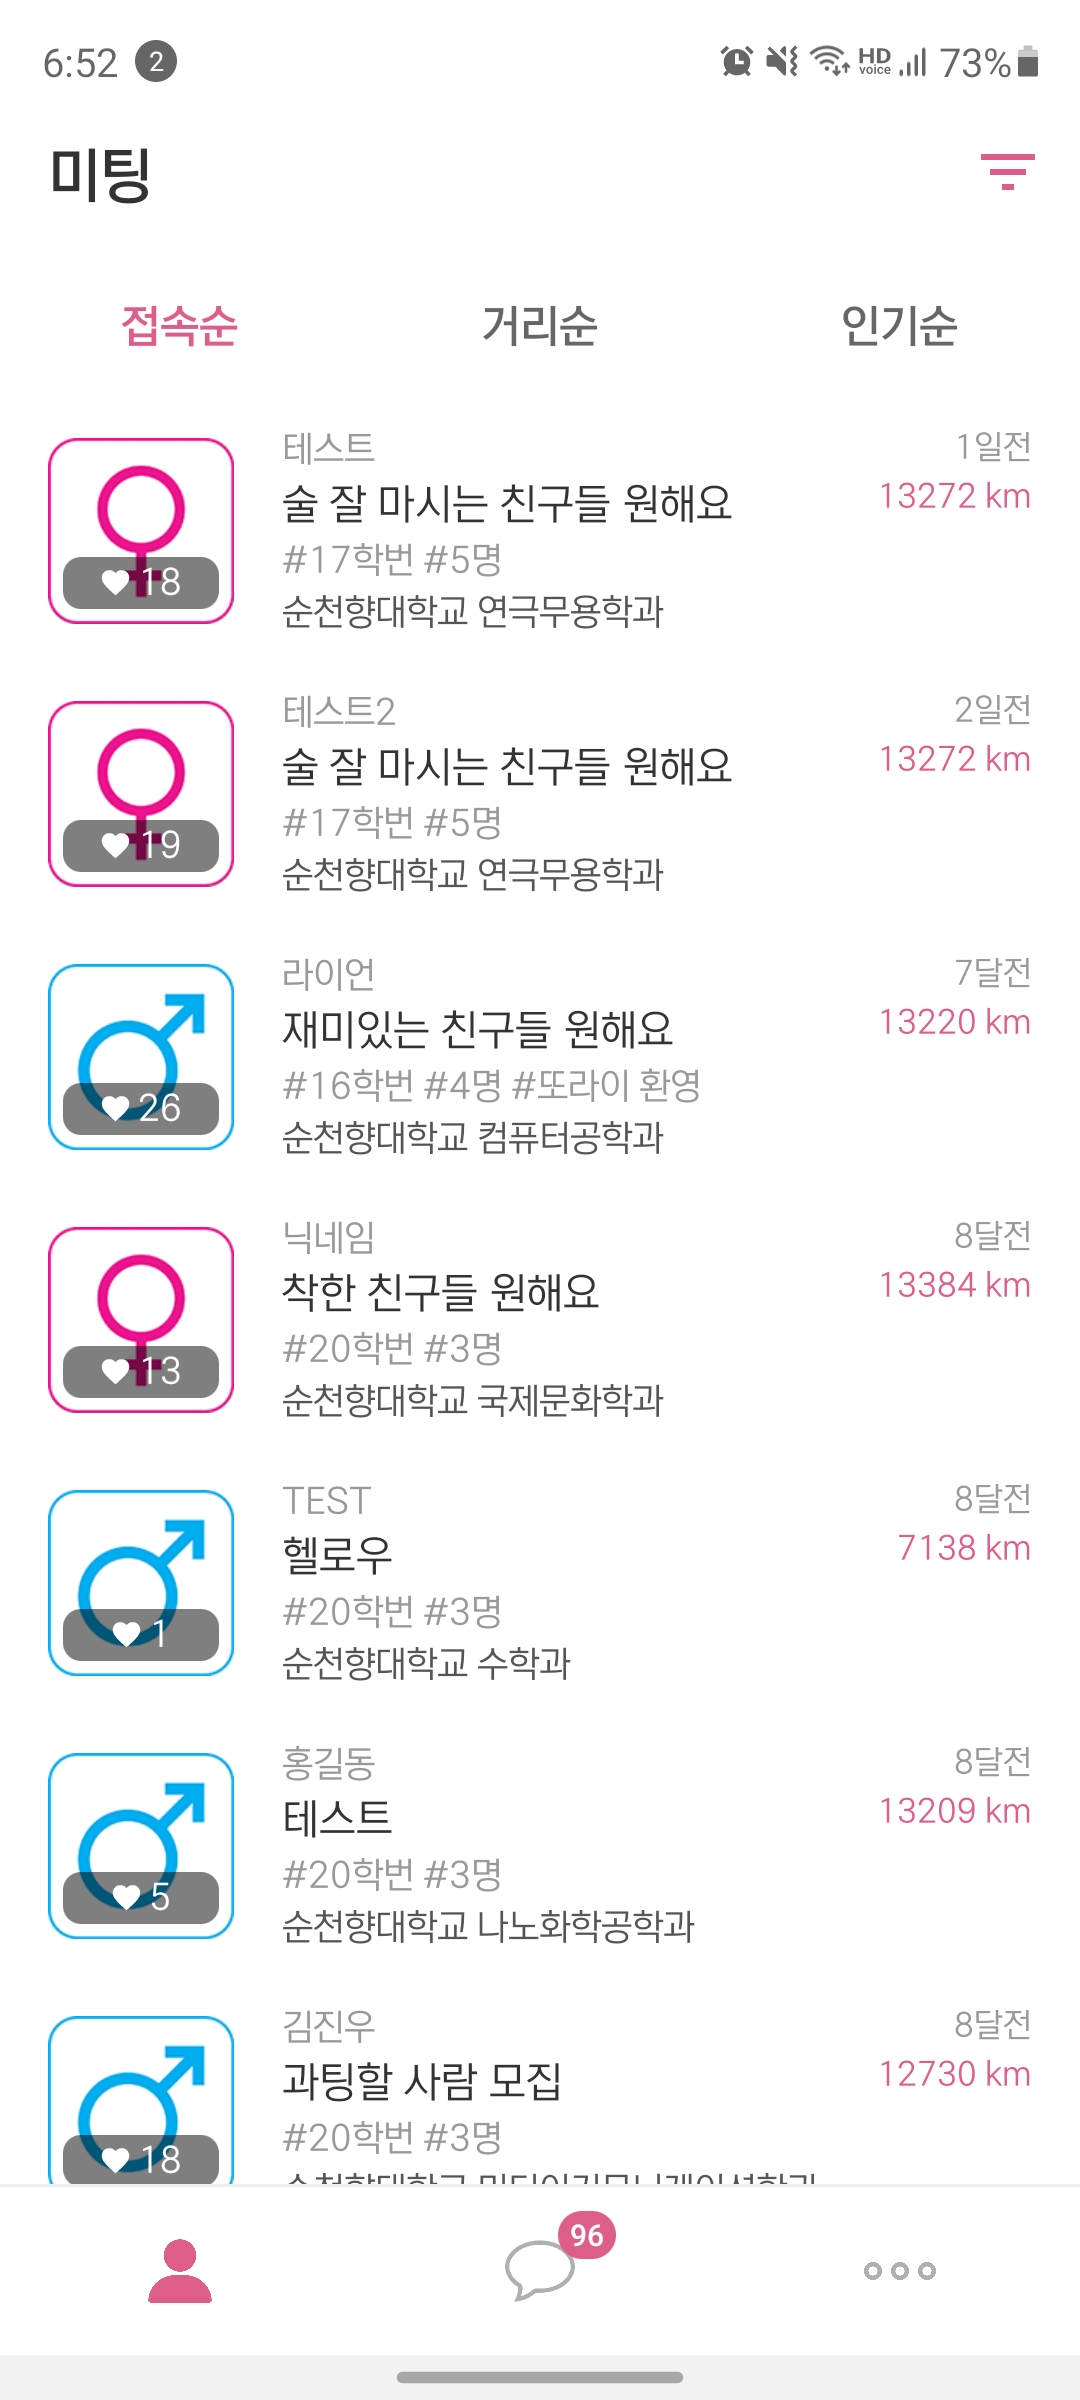 6:52 2 HD voice 73%
미팅
접속순 거리순 인기순
테스트 1일전
술 잘 마시는 친구들 원해요 13272 km
#17학번 #5명
18
순천향대학교 연극무용학과
테스트2 2일전
술 잘 마시는 친구들 원해요 13272 km
#17학번 #5명
19
순천향대학교 연극무용학과
라이언 7달전
재미있는 친구들 원해요 13220 km
#16학번 #4명 #또라이 환영
26
순천향대학교 컴퓨터공학과
닉네임 8달전
착한 친구들 원해요 13384 km
#20학번 #3명
13
순천향대학교 국제문화학과
TEST 8달전
헬로우 7138 km
#20학번 #3명
1
순천향대학교 수학과
홍길동 8달전
테스트 13209 km
#20학번 #3명
5
순천향대학교 나노화학공학과
김진우 8달전
과팅할 사람 모집 12730 km
#20학번 #3명
18
96